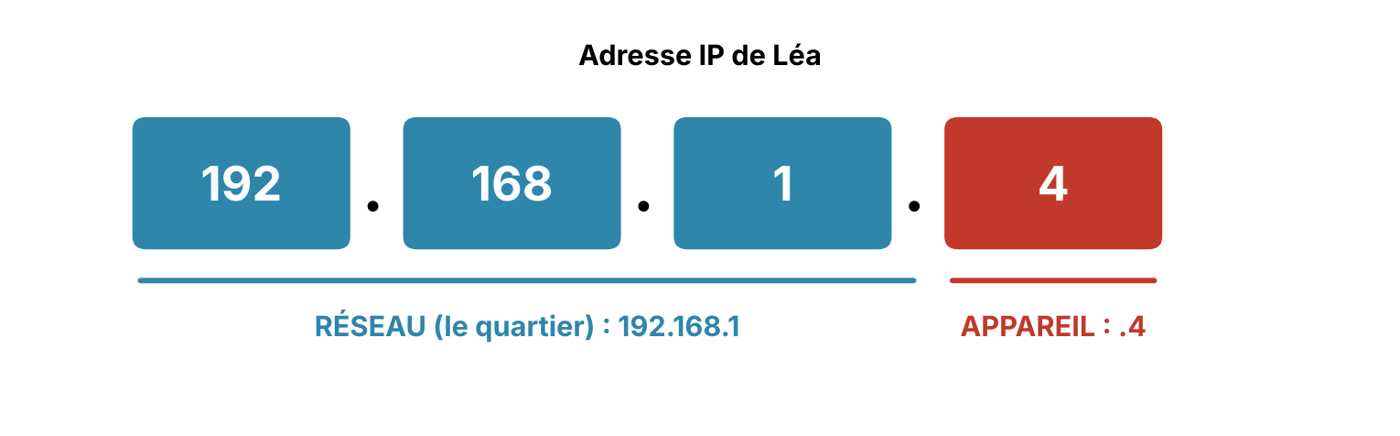 Adresse IP de Léa
192 . 168 . 1 . 4
RÉSEAU (le quartier) : 192.168.1 APPAREIL : .4